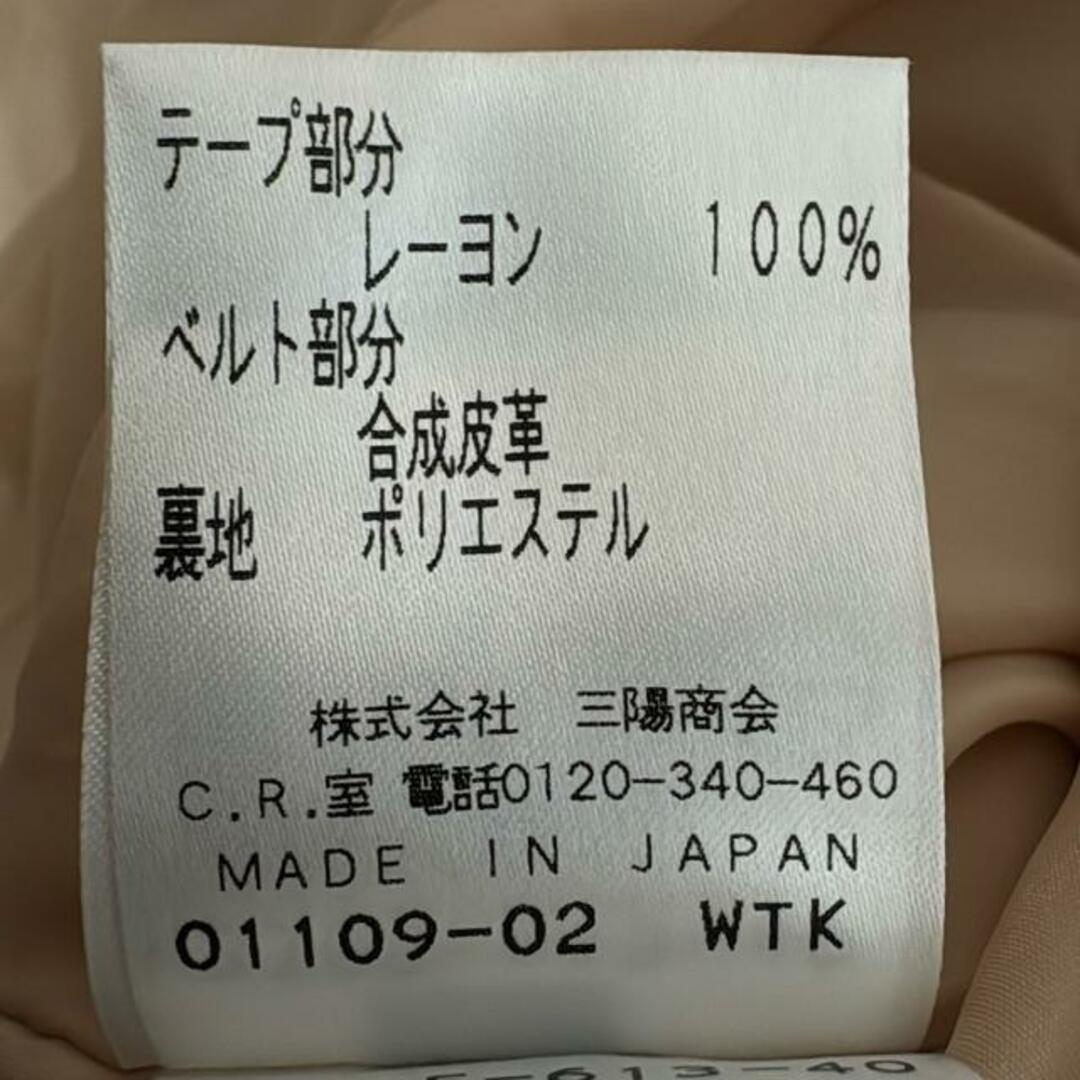 テープ部分
レーヨン 100%
ベルト部分
合成皮革
裏地 ポリエステル
株式会社 三陽商会
C.R.室 電話0120-340-460
MADE IN JAPAN
01109-02 WTK
-613-40